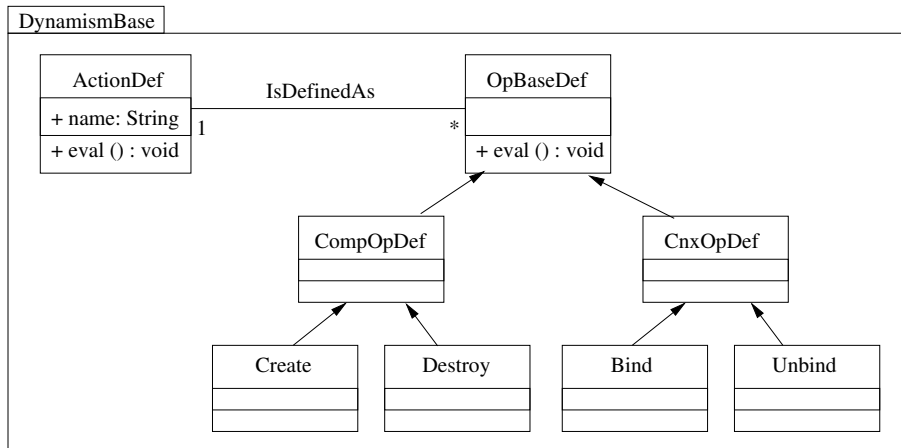 DynamismBase
ActionDef
+ name: String
+ eval () : void
IsDefinedAs
1
*
OpBaseDef
+ eval () : void
CompOpDef
CnxOpDef
Create
Destroy
Bind
Unbind